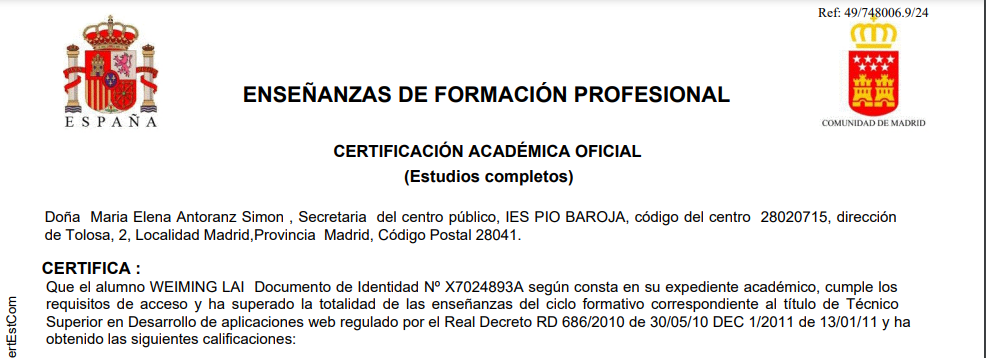 Ref: 49/748006.9/24
ESPAÑA
ENSEÑANZAS DE FORMACIÓN PROFESIONAL
COMUNIDAD DE MADRID
CERTIFICACIÓN ACADÉMICA OFICIAL
(Estudios completos)
Doña Maria Elena Antoranz Simon , Secretaria del centro público, IES PIO BAROJA, código del centro 28020715, dirección
de Tolosa, 2, Localidad Madrid,Provincia Madrid, Código Postal 28041.
CERTIFICA :
Que el alumno WEIMING LAI Documento de Identidad Nº X7024893A según consta en su expediente académico, cumple los
requisitos de acceso y ha superado la totalidad de las enseñanzas del ciclo formativo correspondiente al título de Técnico
Superior en Desarrollo de aplicaciones web regulado por el Real Decreto RD 686/2010 de 30/05/10 DEC 1/2011 de 13/01/11 y ha
obtenido las siguientes calificaciones:
ertEstCom